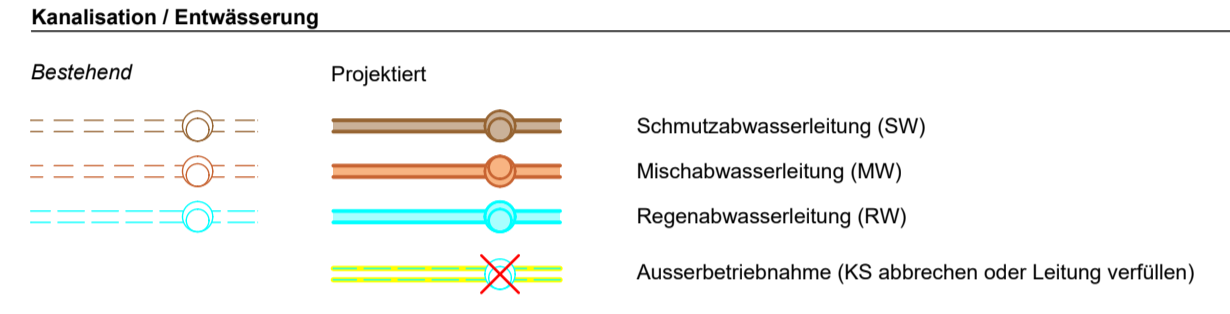 Kanalisation / Entwässerung
Bestehend
Projektiert
Schmutzabwasserleitung (SW)
Mischabwasserleitung (MW)
Regenabwasserleitung (RW)
Ausserbetriebnahme (KS abbrechen oder Leitung verfüllen)